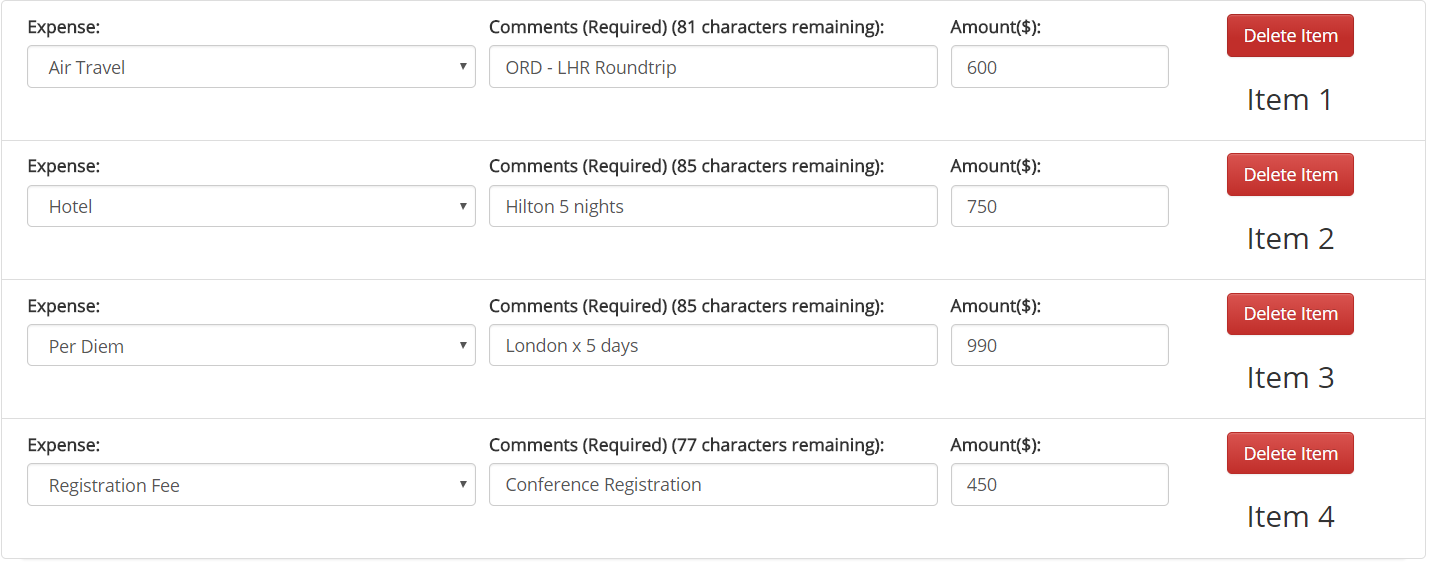 Expense: Comments (Required) (81 characters remaining): Amount($): Delete Item
Air Travel ORD - LHR Roundtrip 600
Item 1
Expense: Comments (Required) (85 characters remaining): Amount($): Delete Item
Hotel Hilton 5 nights 750
Item 2
Expense: Comments (Required) (85 characters remaining): Amount($): Delete Item
Per Diem London x 5 days 990
Item 3
Expense: Comments (Required) (77 characters remaining): Amount($): Delete Item
Registration Fee Conference Registration 450
Item 4